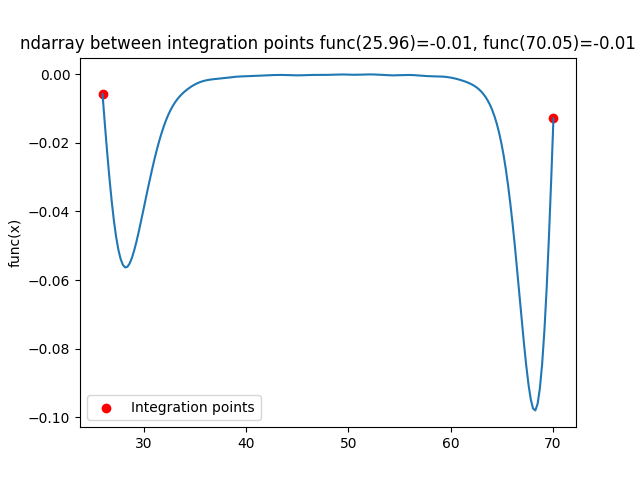 ndarray between integration points func(25.96)=-0.01, func(70.05)=-0.01
func(x)
0.00
−0.02
−0.04
−0.06
−0.08
−0.10
Integration points
30 40 50 60 70